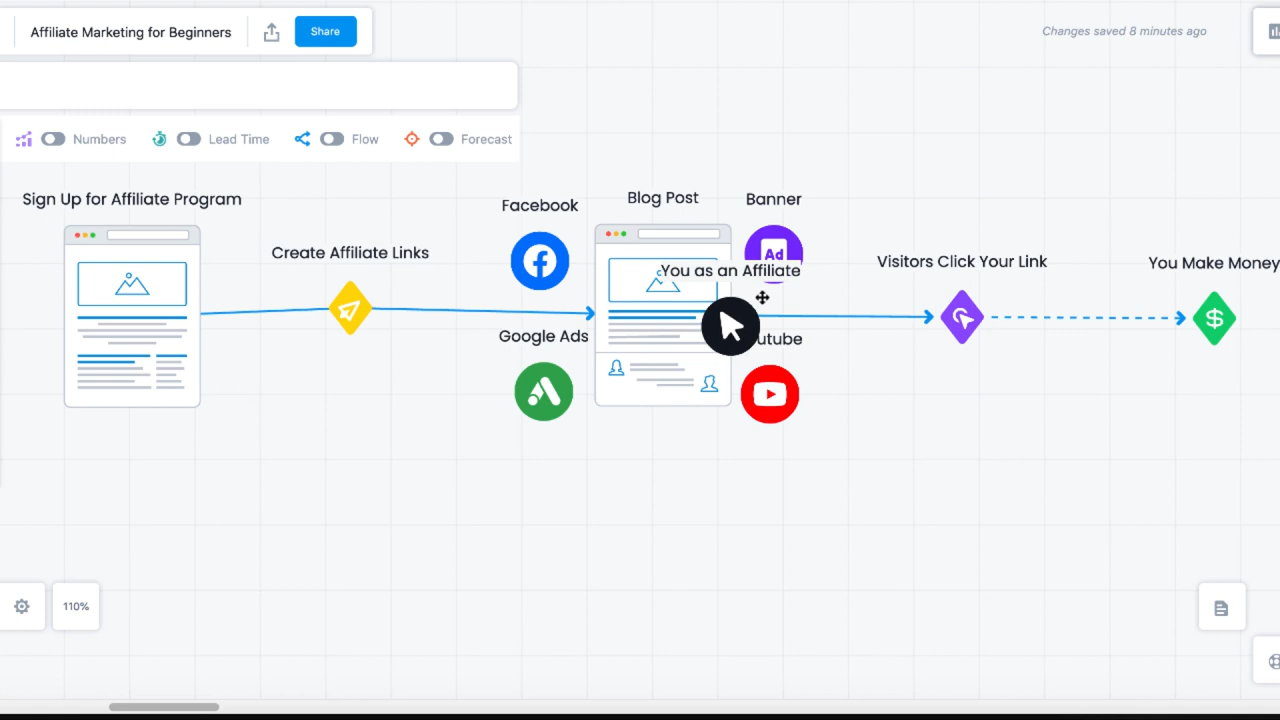 Affiliate Marketing for Beginners
Share
Changes saved 8 minutes ago
Numbers
Lead Time
Flow
Forecast
Sign Up for Affiliate Program
Create Affiliate Links
Facebook
Blog Post
Banner
Ad
You as an Affiliate
Visitors Click Your Link
You Make Money
Google Ads
utube
$
110%